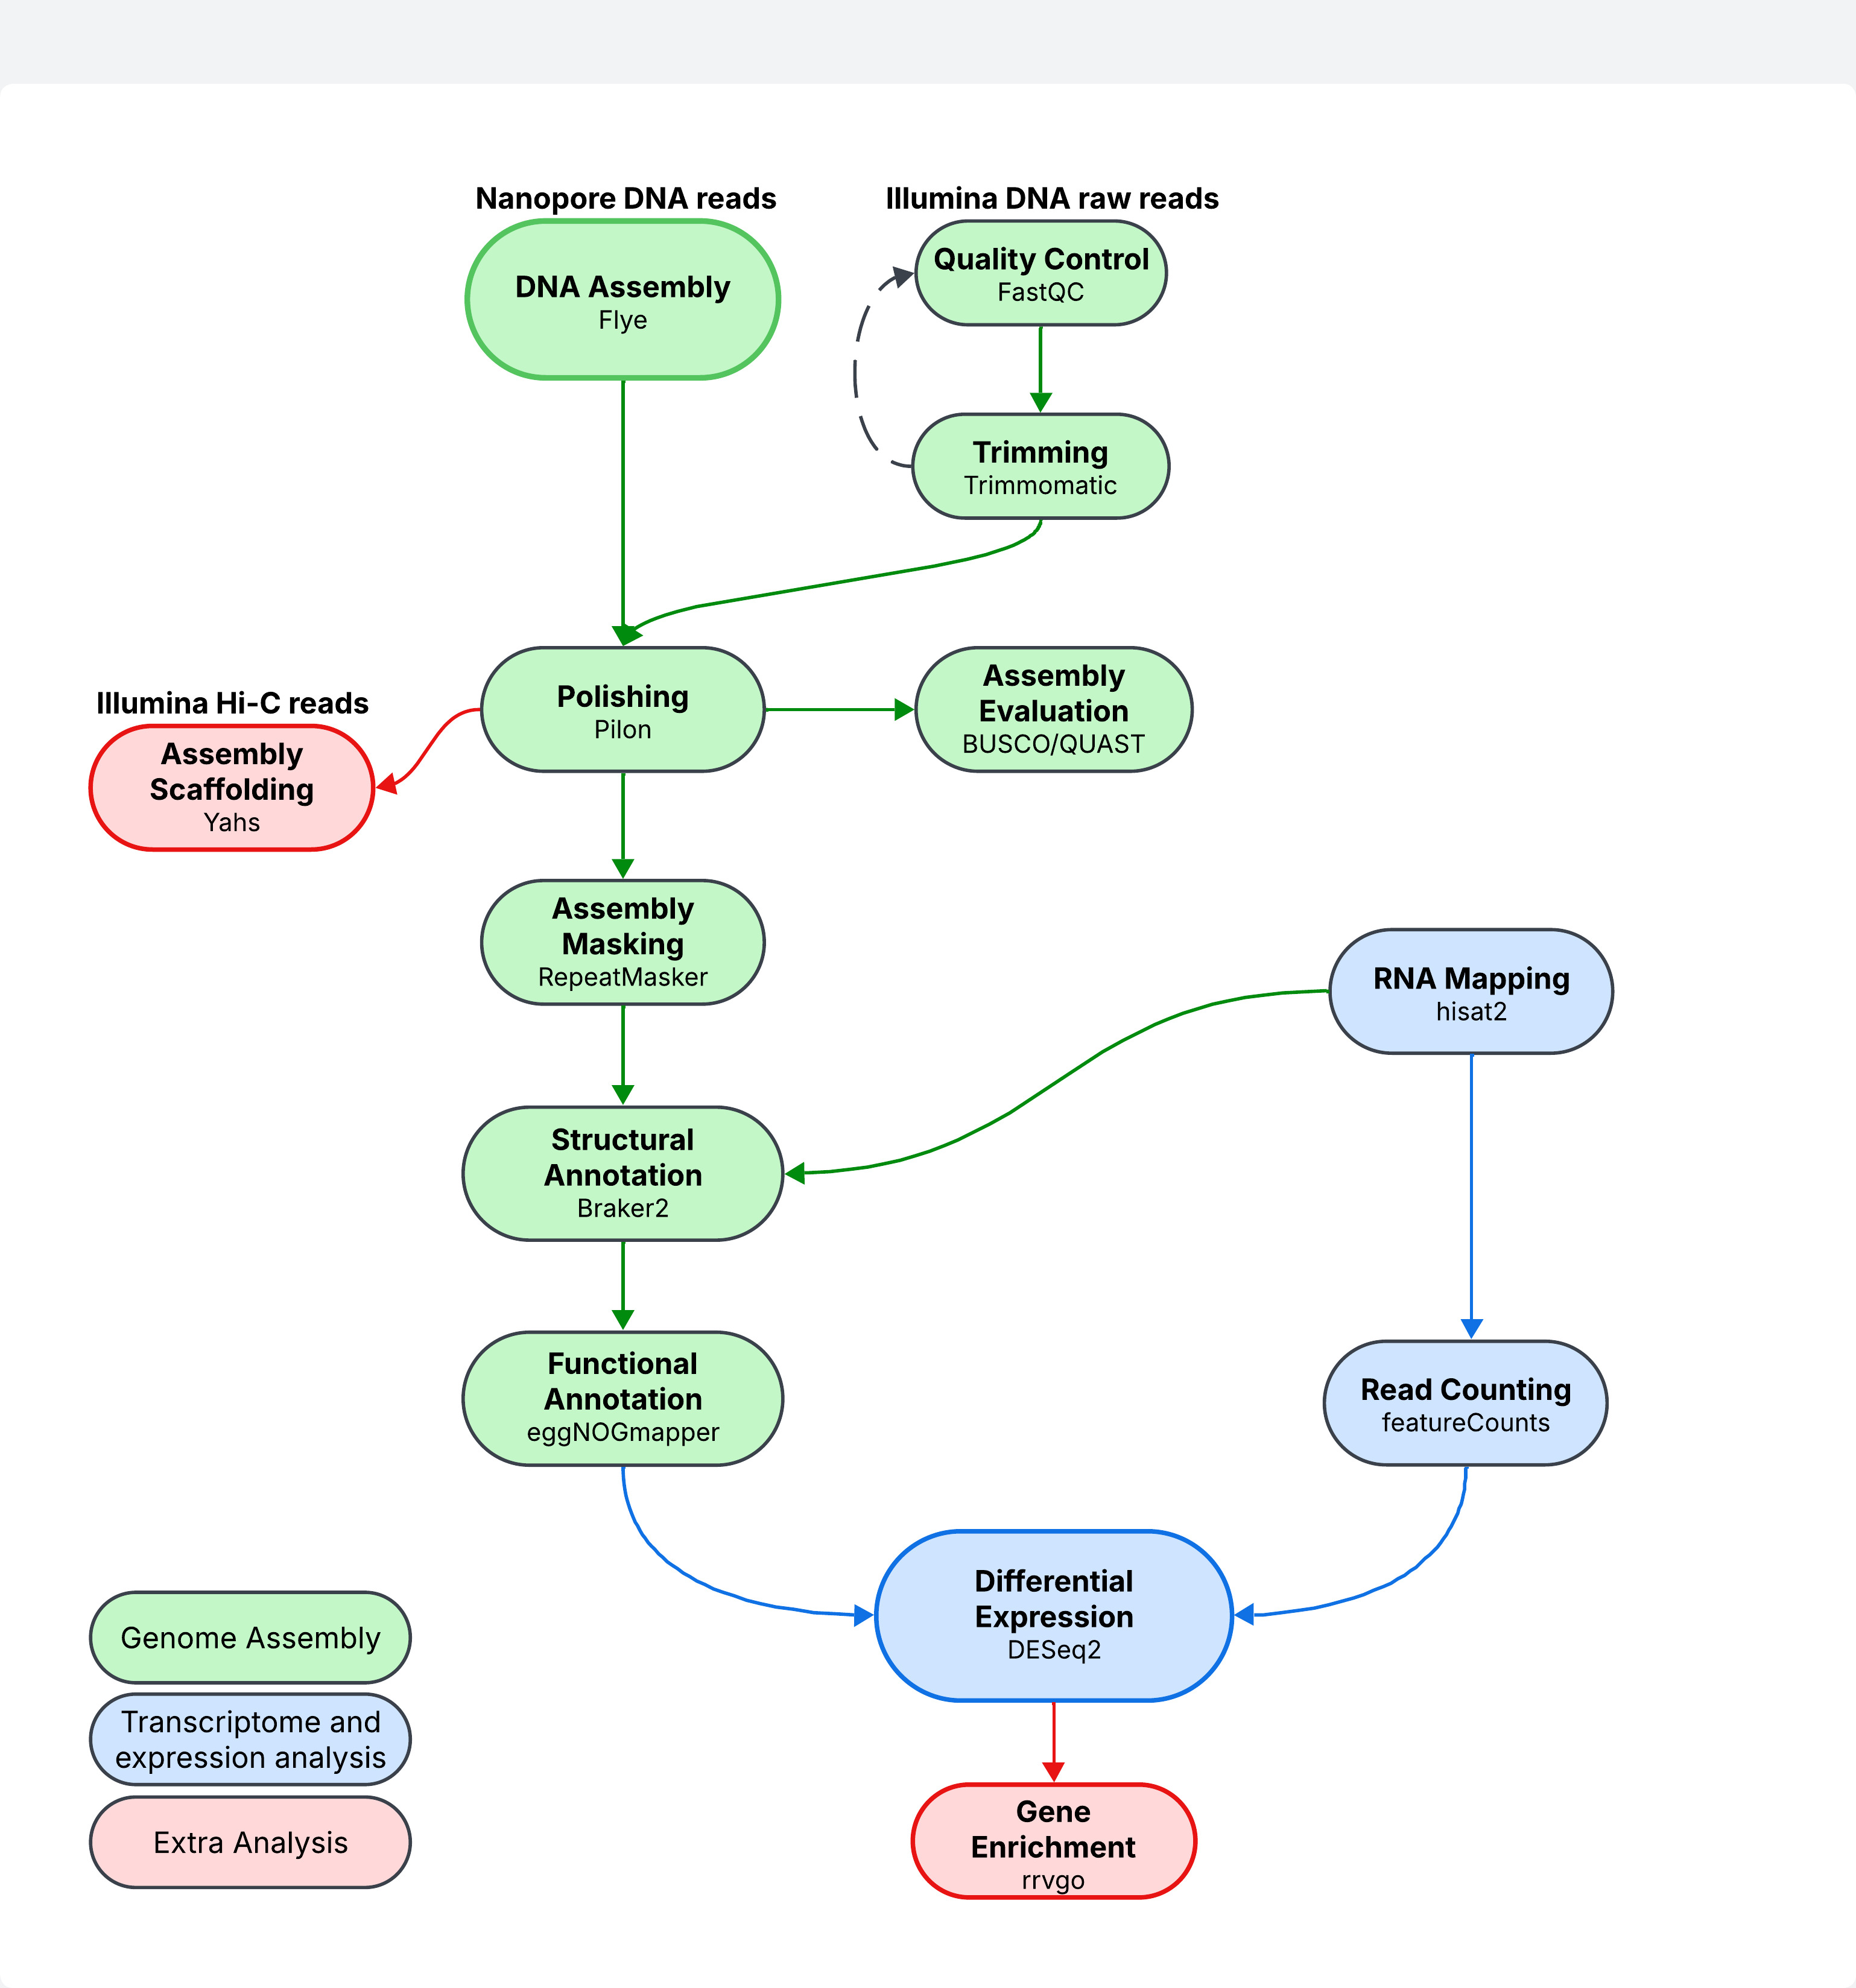 Nanopore DNA reads
DNA Assembly
Flye
Illumina DNA raw reads
Quality Control
FastQC
Trimming
Trimmomatic
Polishing
Pilon
Assembly
Evaluation
BUSCO/QUAST
Illumina Hi-C reads
Assembly
Scaffolding
Yahs
Assembly
Masking
RepeatMasker
RNA Mapping
hisat2
Structural
Annotation
Braker2
Functional
Annotation
eggNOGmapper
Read Counting
featureCounts
Differential
Expression
DESeq2
Gene
Enrichment
rrvgo
Genome Assembly
Transcriptome and
expression analysis
Extra Analysis